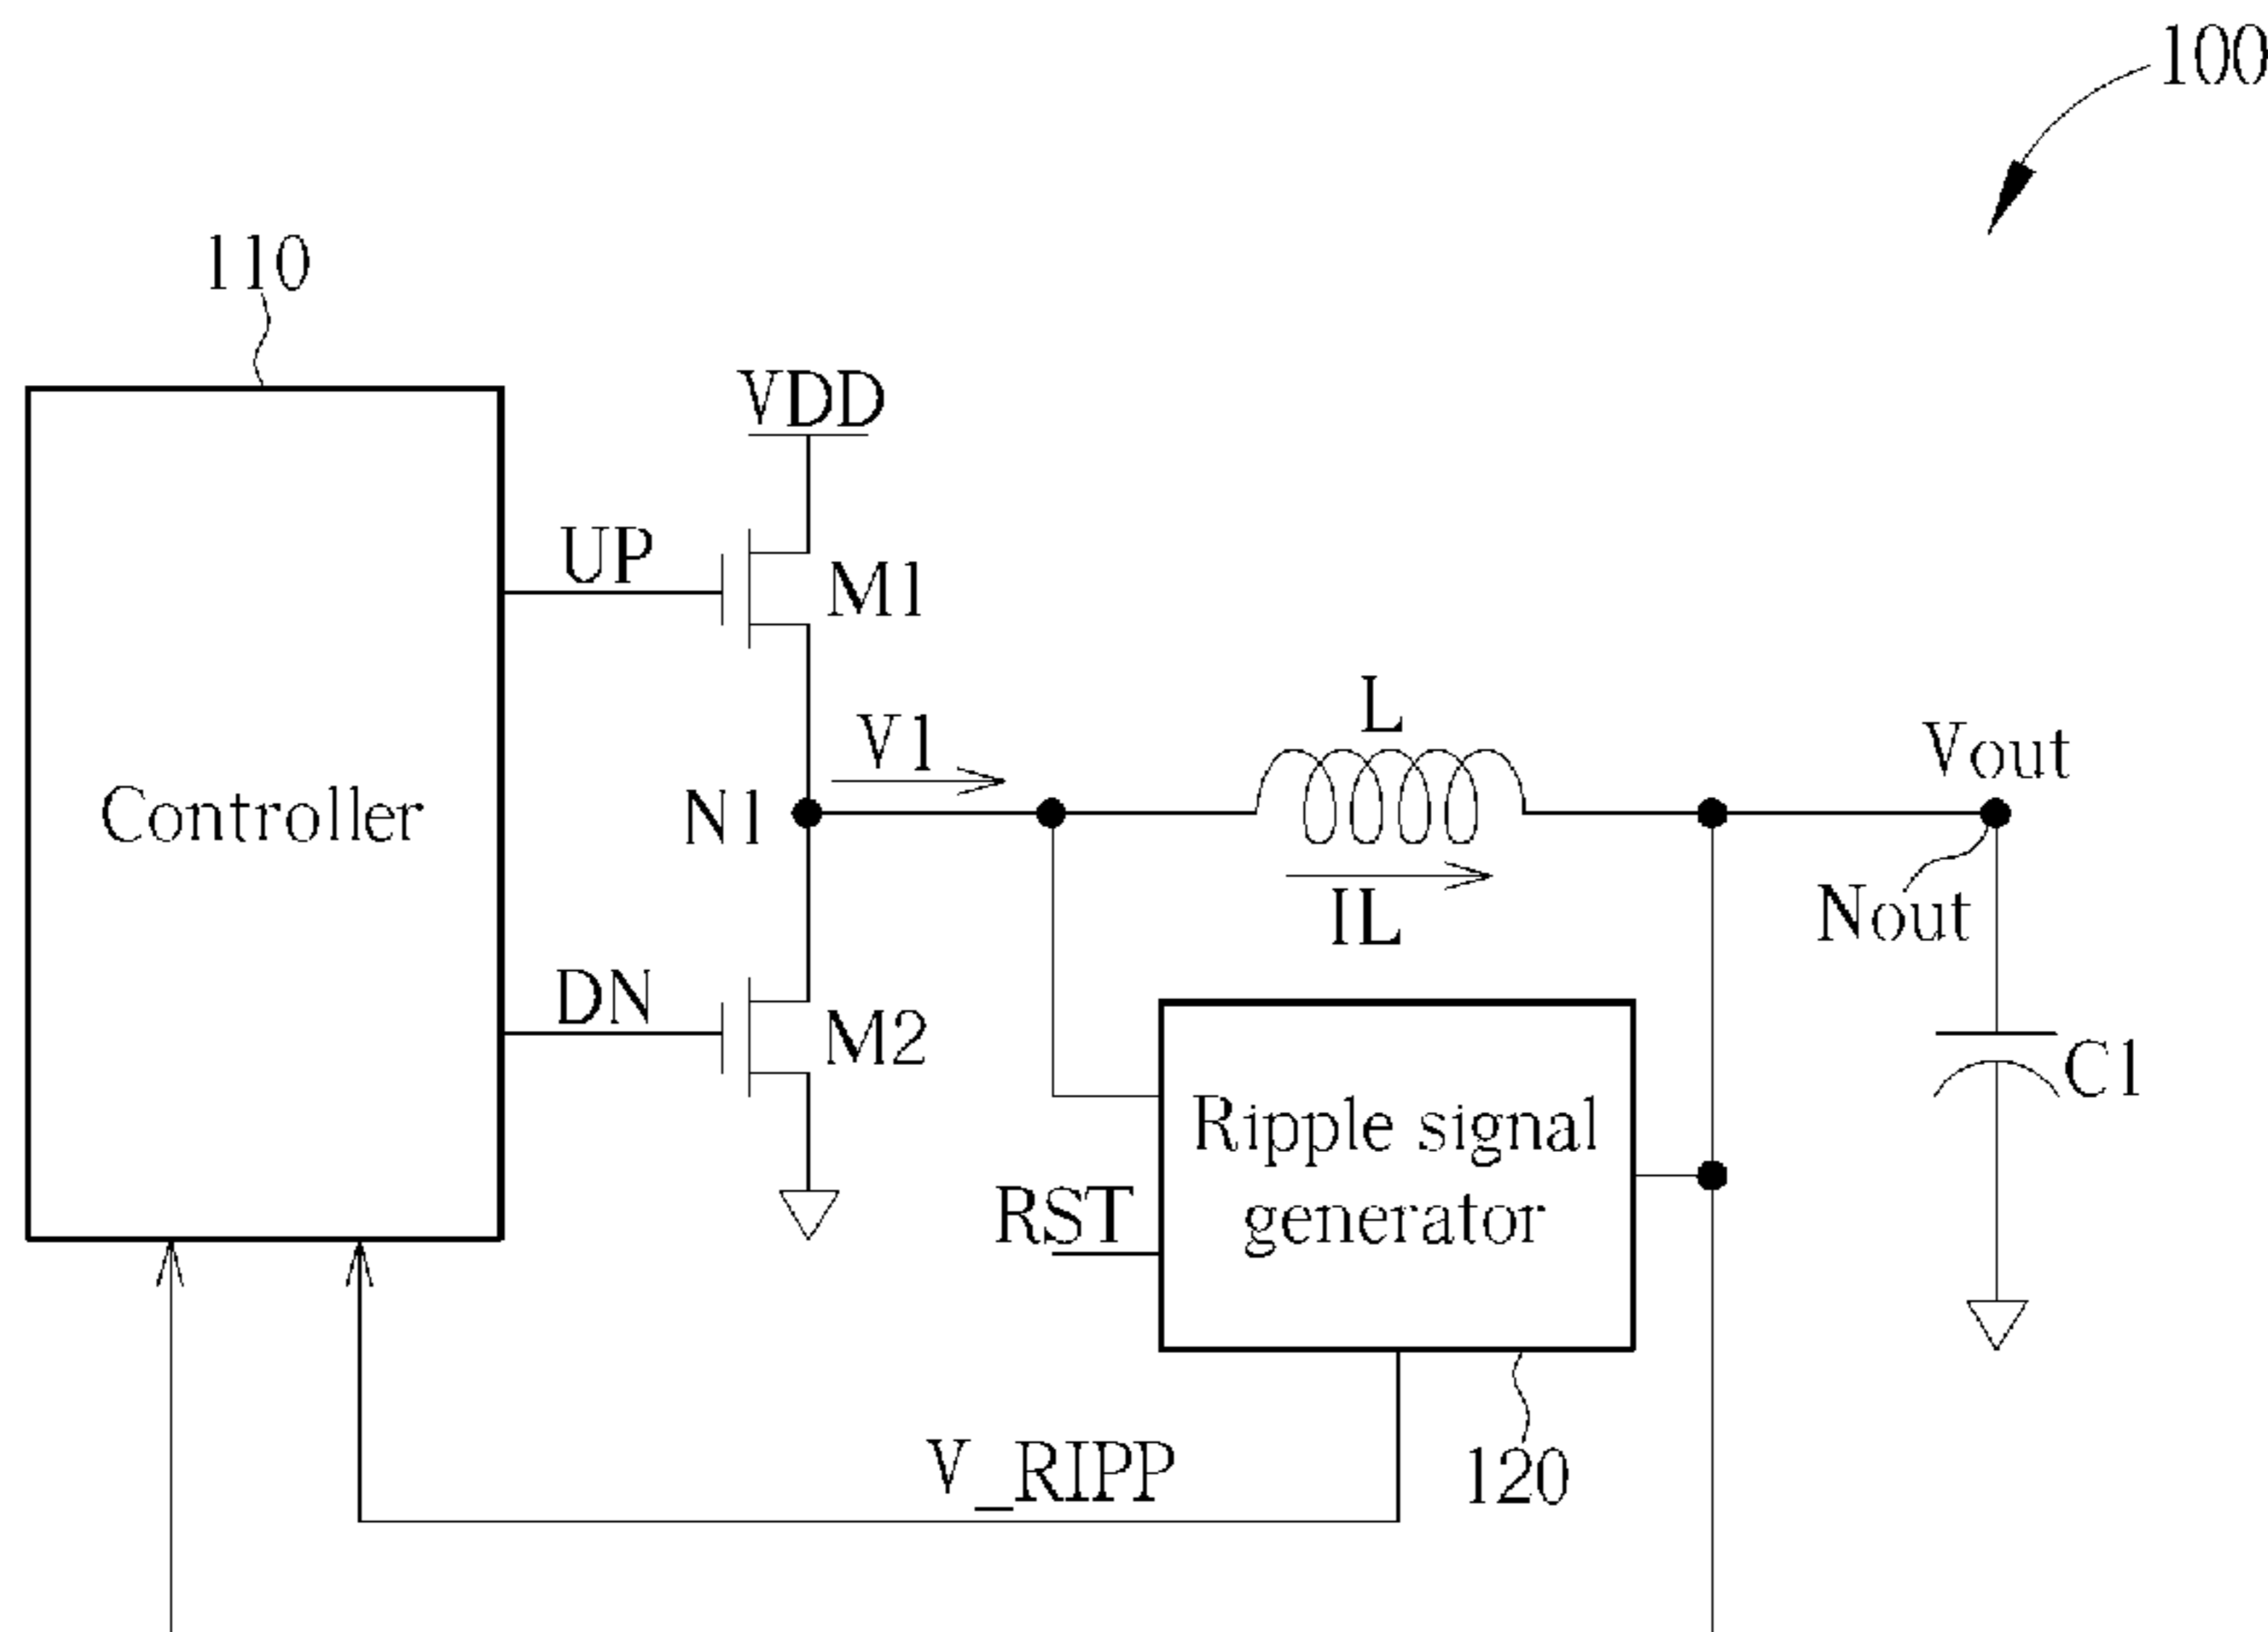 100
110
VDD
UP
M1
L
V1
Vout
N1
Controller
Nout
IL
DN
M2
C1
Ripple signal
generator
RST
V_RIPP
120